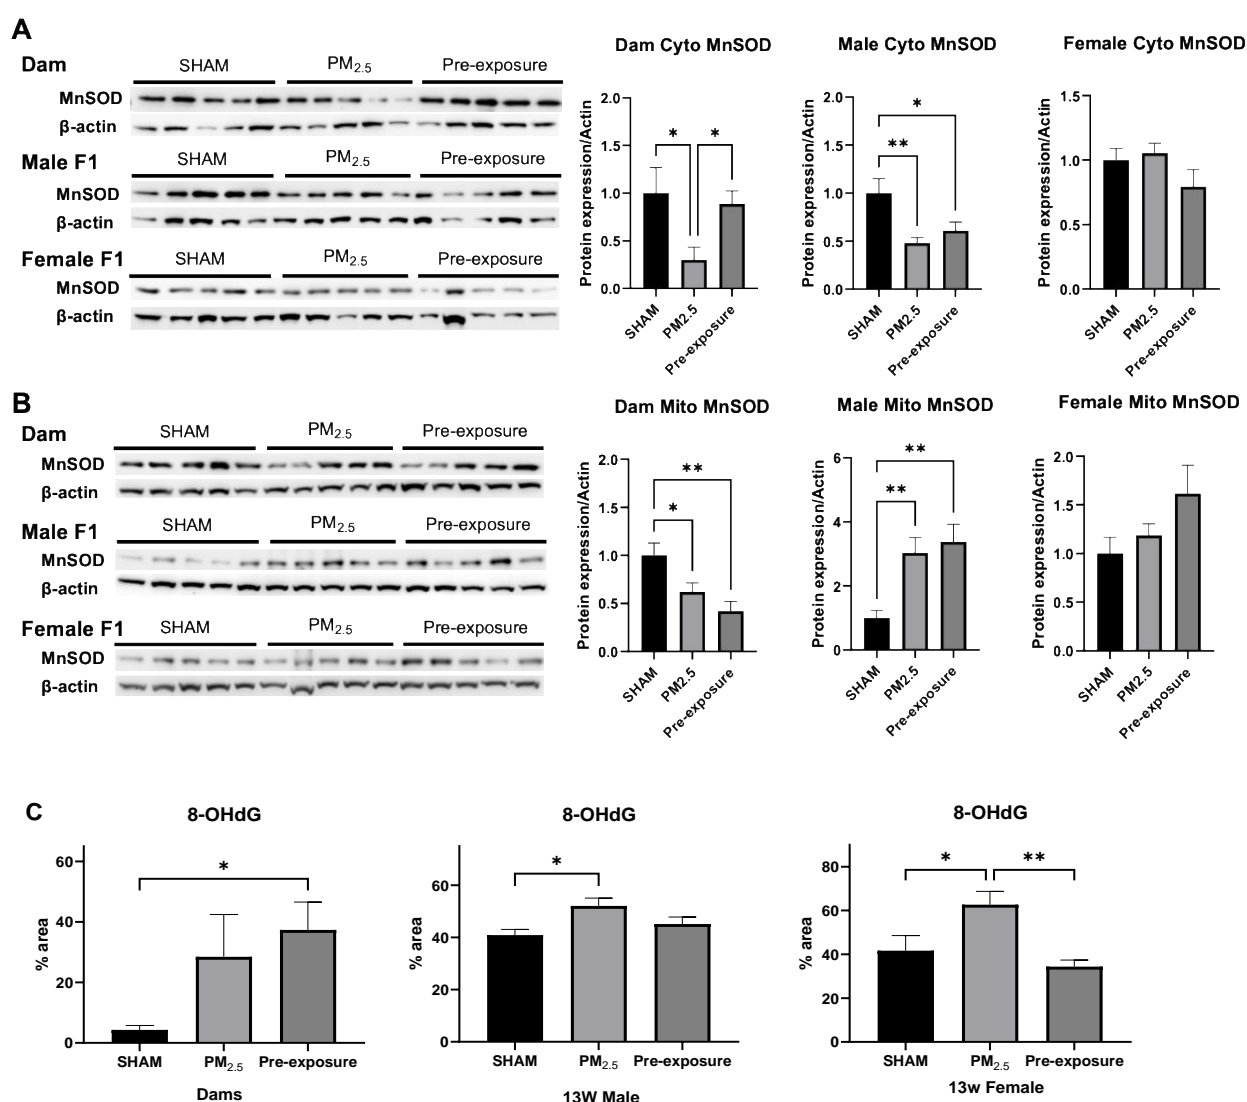 A
Dam
SHAM
PM2.5
Pre-exposure
MnSOD
β-actin
Male F1
SHAM
PM2.5
Pre-exposure
MnSOD
β-actin
Female F1
SHAM
PM2.5
Pre-exposure
MnSOD
β-actin
Dam Cyto MnSOD
Protein expression/Actin
2.0
1.5
1.0
0.5
0.0
*
*
SHAM
PM2.5
Pre-exposure
Male Cyto MnSOD
Protein expression/Actin
2.0
1.5
1.0
0.5
0.0
*
**
SHAM
PM2.5
Pre-exposure
Female Cyto MnSOD
Protein expression/Actin
1.5
1.0
0.5
0.0
SHAM
PM2.5
Pre-exposure
B
Dam
SHAM
PM2.5
Pre-exposure
MnSOD
β-actin
Male F1
SHAM
PM2.5
Pre-exposure
MnSOD
β-actin
Female F1
SHAM
PM2.5
Pre-exposure
MnSOD
β-actin
Dam Mito MnSOD
Protein expression/Actin
2.0
1.5
1.0
0.5
0.0
**
*
SHAM
PM2.5
Pre-exposure
Male Mito MnSOD
Protein expression/Actin
6
4
2
0
**
**
SHAM
PM2.5
Pre-exposure
Female Mito MnSOD
Protein expression/Actin
2.0
1.5
1.0
0.5
0.0
SHAM
PM2.5
Pre-exposure
C
8-OHdG
% area
60
40
20
0
*
SHAM
PM2.5
Pre-exposure
Dams
8-OHdG
% area
60
40
20
0
*
SHAM
PM2.5
Pre-exposure
13W Male
8-OHdG
% area
80
60
40
20
0
*
**
SHAM
PM2.5
Pre-exposure
13w Female